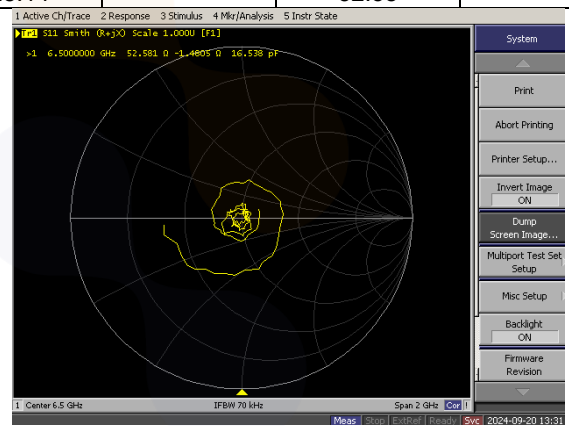 1 Active Ch/Trace 2 Response 3 Stimulus 4 Mkr/Analysis 5 Instr State
Tr1 S11 Smith (R+jX) Scale 1.000U [F1]
>1 6.5000000 GHz 52.581 Ω -1.4805 Ω 16.538 pF
System
Print
Abort Printing
Printer Setup...
Invert Image
ON
Dump
Screen Image...
Multiport Test Set
Setup
Misc Setup
Backlight
ON
Firmware
Revision
1 Center 6.5 GHz IFBW 70 kHz Span 2 GHz Cor !
Meas Stop ExtRef Ready Svc 2024-09-20 13:31